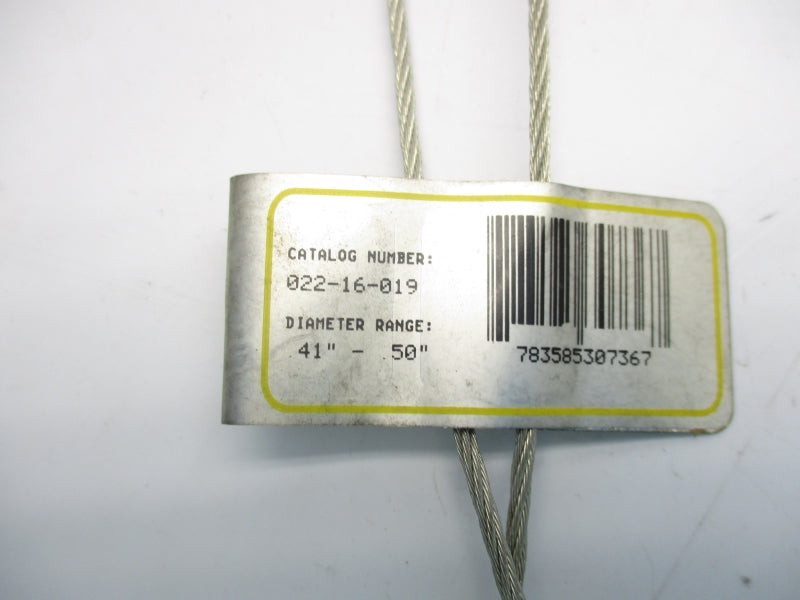 CATALOG NUMBER:
022-16-019
DIAMETER RANGE:
.41" - .50"
783585307367